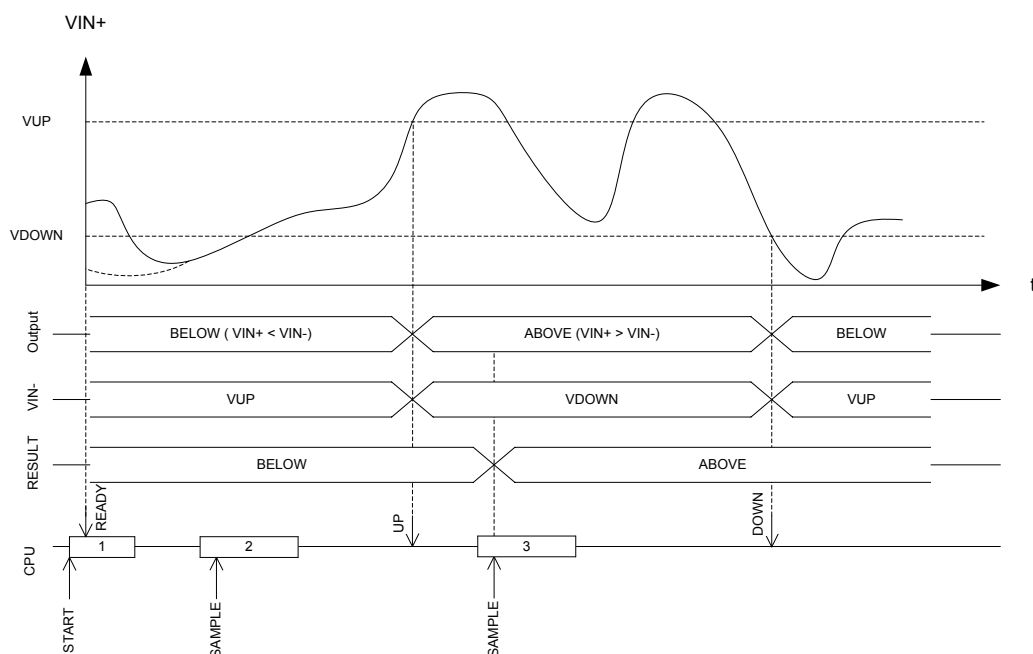 VIN+
VUP
VDOWN
t
Output
BELOW ( VIN+ < VIN-)
ABOVE (VIN+ > VIN-)
BELOW
VIN-
VUP
VDOWN
VUP
RESULT
BELOW
ABOVE
READY
UP
DOWN
CPU
1
2
3
START
SAMPLE
SAMPLE